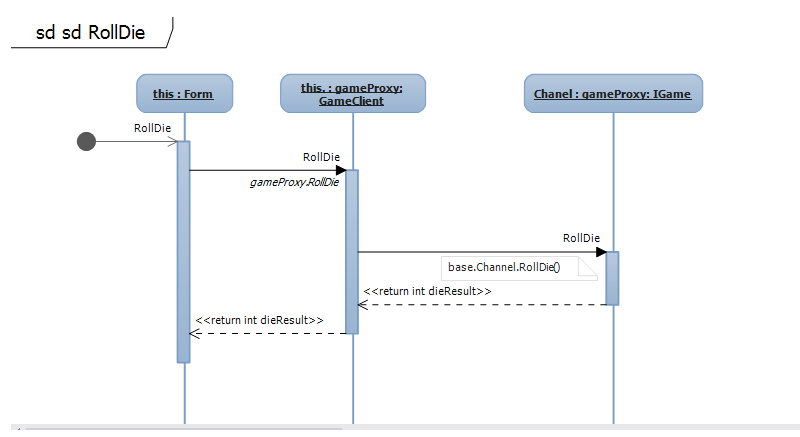 sd sd RollDie
this : Form
this. : gameProxy:
GameClient
Chanel : gameProxy: IGame
RollDie
RollDie
gameProxy.RollDie
RollDie
base.Channel.RollDie()
<<return int dieResult>>
<<return int dieResult>>